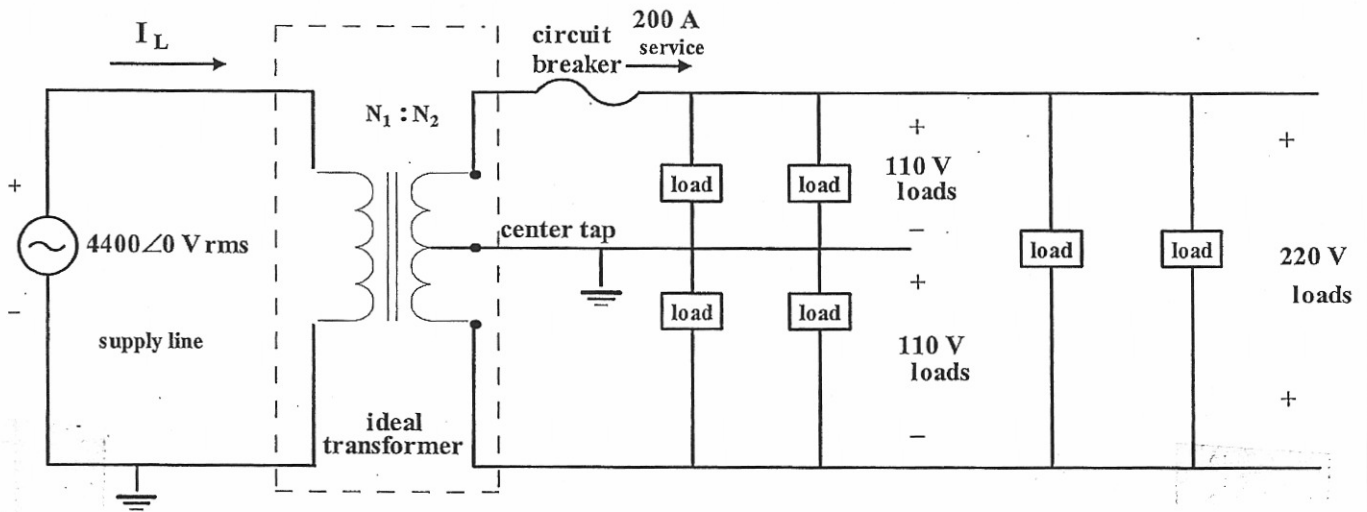 I L
circuit
breaker
200 A
service
N1 : N2
+
110 V
loads
−
+
4400∠0 V rms
−
supply line
center tap
load
load
load
load
+
110 V
loads
−
load
load
+
220 V
loads
+
ideal
transformer